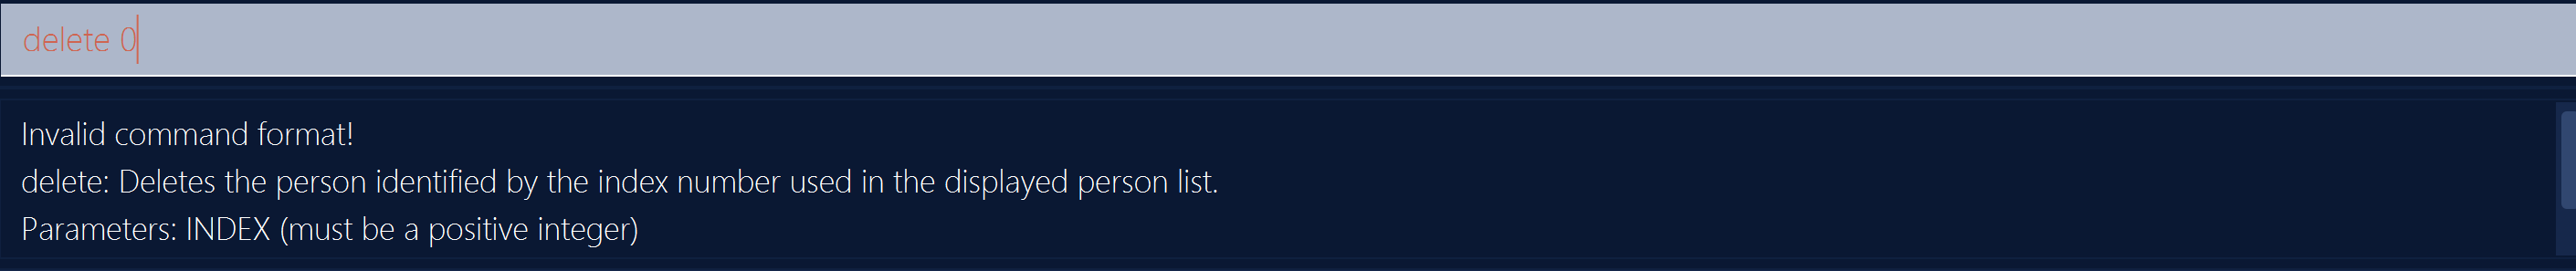 delete 0
Invalid command format!
delete: Deletes the person identified by the index number used in the displayed person list.
Parameters: INDEX (must be a positive integer)